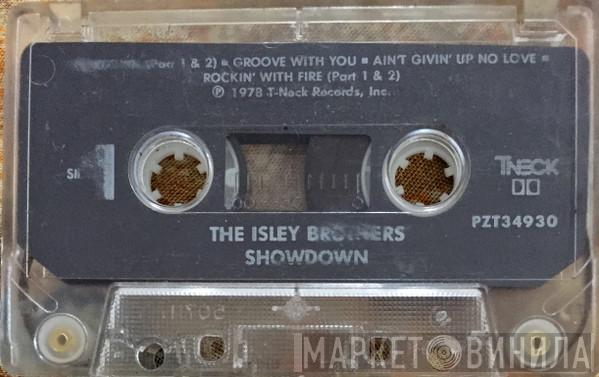 (Part 1 & 2) ■ GROOVE WITH YOU ■ AIN'T GIVIN' UP NO LOVE ■
ROCKIN' WITH FIRE (Part 1 & 2)
℗ 1978 T-Neck Records, Inc.
1
T-NECK
THE ISLEY BROTHERS
PZT34930
SHOWDOWN
МАРКЕТ ВИНИЛА